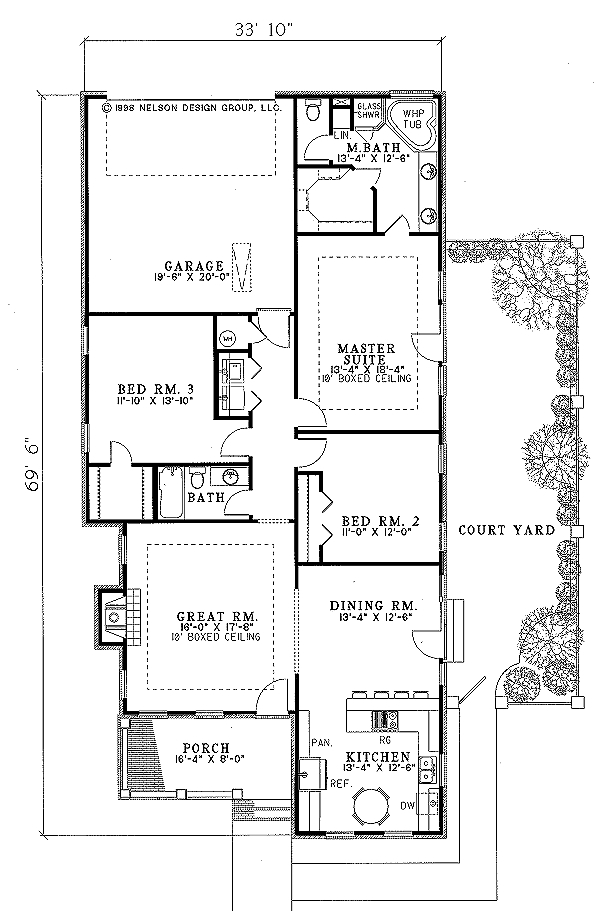 33' 10"
© 1998 NELSON DESIGN GROUP, LLC.
GLASS
SHWR
WHP
TUB
LIN.
M.BATH
13'-4" X 12'-6"
GARAGE
19'-6" X 20'-0"
WH
MASTER
SUITE
13'-4" X 18'-4"
10' BOXED CEILING
BED RM. 3
11'-10" X 13'-10"
69' 6"
BATH
BED RM. 2
11'-0" X 12'-0"
COURT YARD
GREAT RM.
16'-0" X 17'-8"
10' BOXED CEILING
DINING RM.
13'-4" X 12'-6"
PORCH
16'-4" X 8'-0"
PAN.
RG
KITCHEN
13'-4" X 12'-6"
REF.
DW